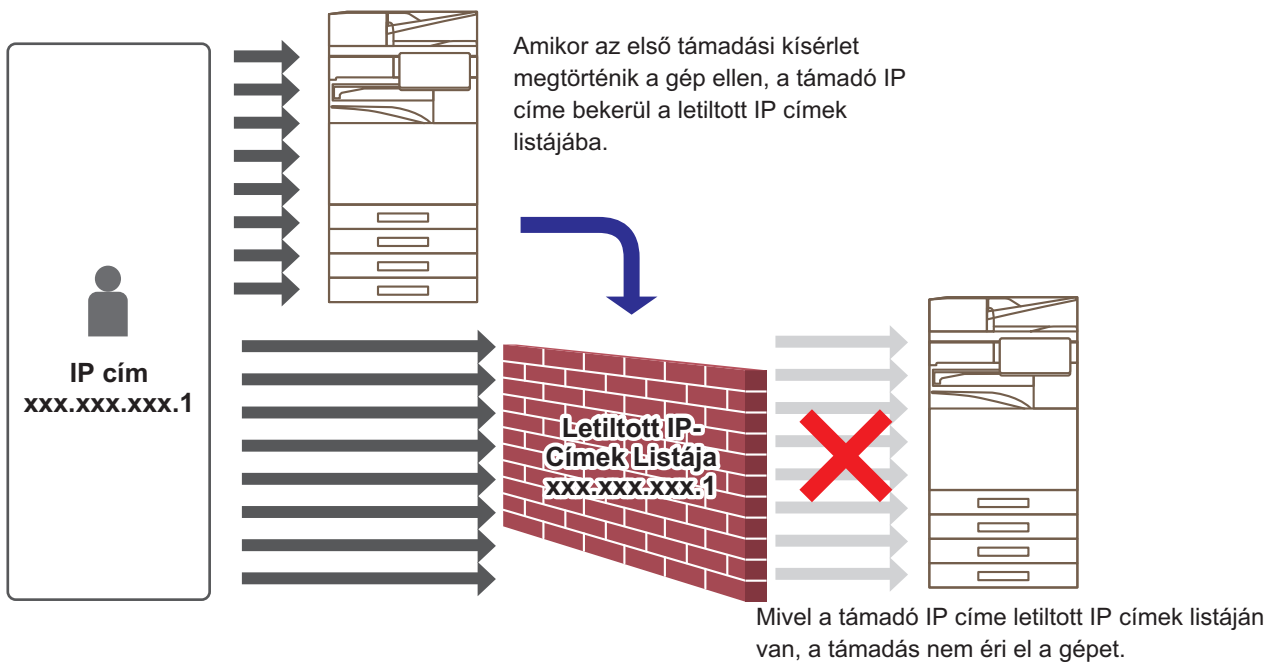 Amikor az első támadási kísérlet
megtörténik a gép ellen, a támadó IP
címe bekerül a letiltott IP címek
listájába.
IP cím
xxx.xxx.xxx.1
Letiltott IP-
Címek Listája
xxx.xxx.xxx.1
Mivel a támadó IP címe letiltott IP címek listáján
van, a támadás nem éri el a gépet.